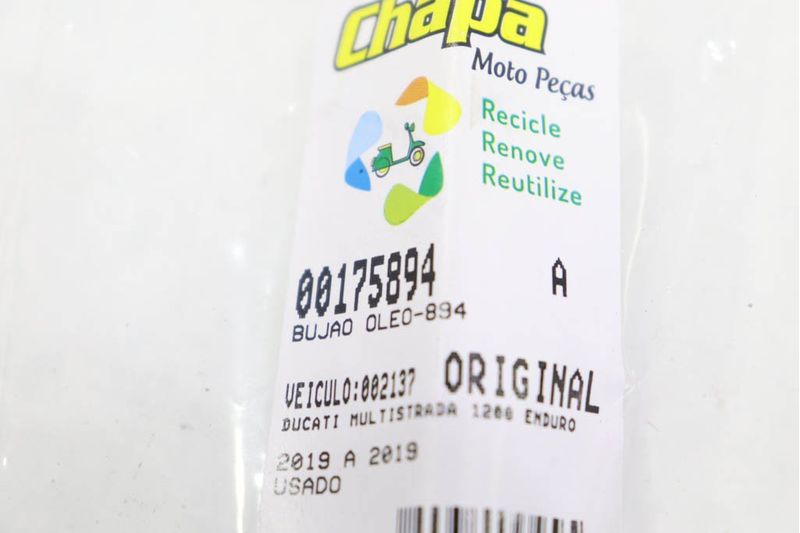 Chapa
Moto Peças
Recicle
Renove
Reutilize
00175894 A
BUJAO OLEO-894
VEICULO:002137 ORIGINAL
DUCATI MULTISTRADA 1200 ENDURO
2019 A 2019
USADO